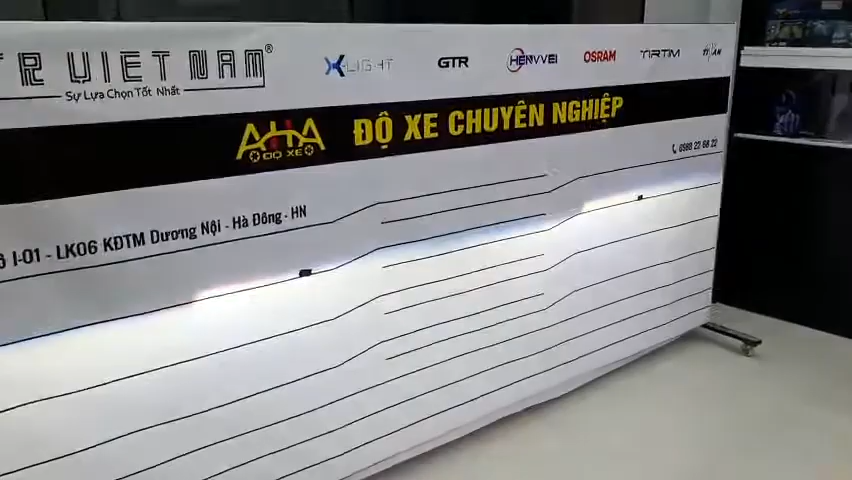 TR VIET NAM®
Sự Lựa Chọn Tốt Nhất
X-LIGHT
GTR
HENVVEI
OSRAM
TIRTIM
AHA
ĐỘ XE
ĐỘ XE CHUYÊN NGHIỆP
I-01 - LK06 KĐTM Dương Nội - Hà Đông - HN